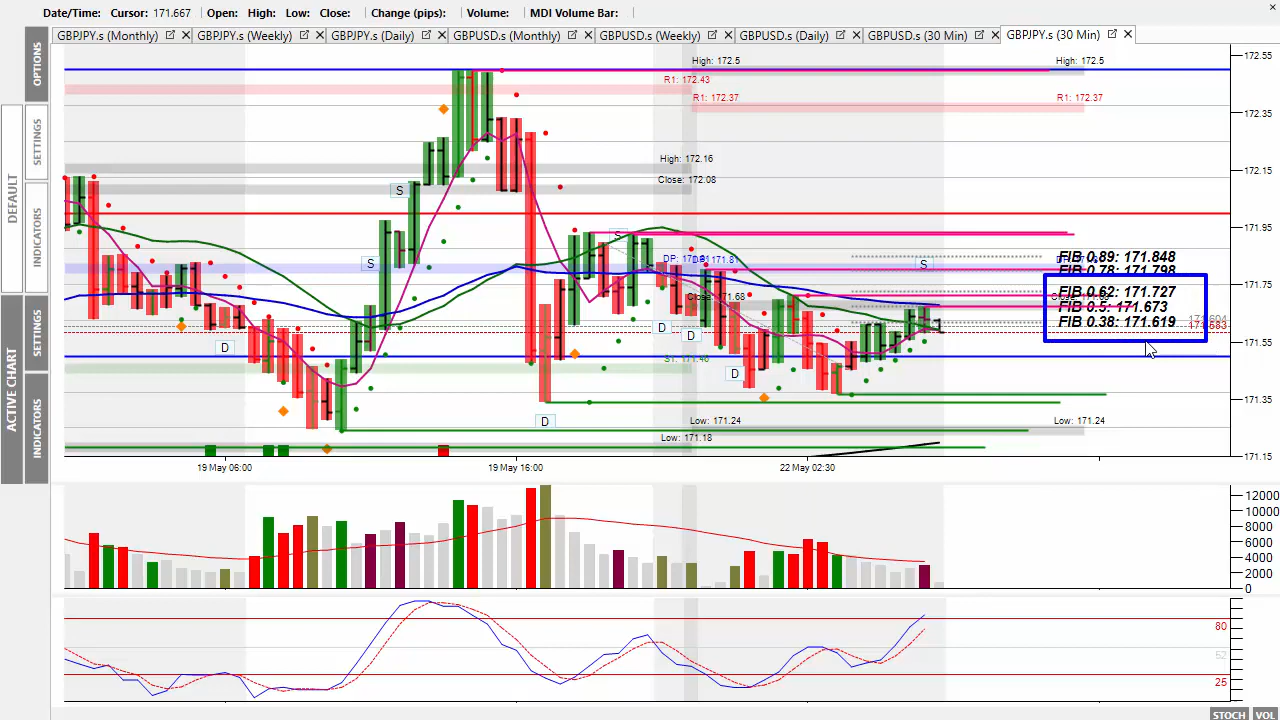 Date/Time: Cursor: 171.667 Open: High: Low: Close: Change (pips): Volume: MDI Volume Bar:
GBPJPY.s (Monthly) GBPJPY.s (Weekly) GBPJPY.s (Daily) GBPUSD.s (Monthly) GBPUSD.s (Weekly) GBPUSD.s (Daily) GBPUSD.s (30 Min) GBPJPY.s (30 Min)
OPTIONS
SETTINGS
DEFAULT
INDICATORS
SETTINGS
ACTIVE CHART
INDICATORS
High: 172.5 High: 172.5
R1: 172.43
R1: 172.37 R1: 172.37
High: 172.16
Close: 172.08
S
S
S
S
D
D
D
D
D
FIB 0.89: 171.848
FIB 0.78: 171.798
FIB 0.62: 171.727
FIB 0.5: 171.673
FIB 0.38: 171.619
171.583
Close: 171.68
Low: 171.24 Low: 171.24
Low: 171.18
172.55
172.35
172.15
171.95
171.75
171.55
171.35
171.15
19 May 06:00 19 May 16:00 22 May 02:30
12000
10000
8000
6000
4000
2000
0
80
52
25
STOCH VOL